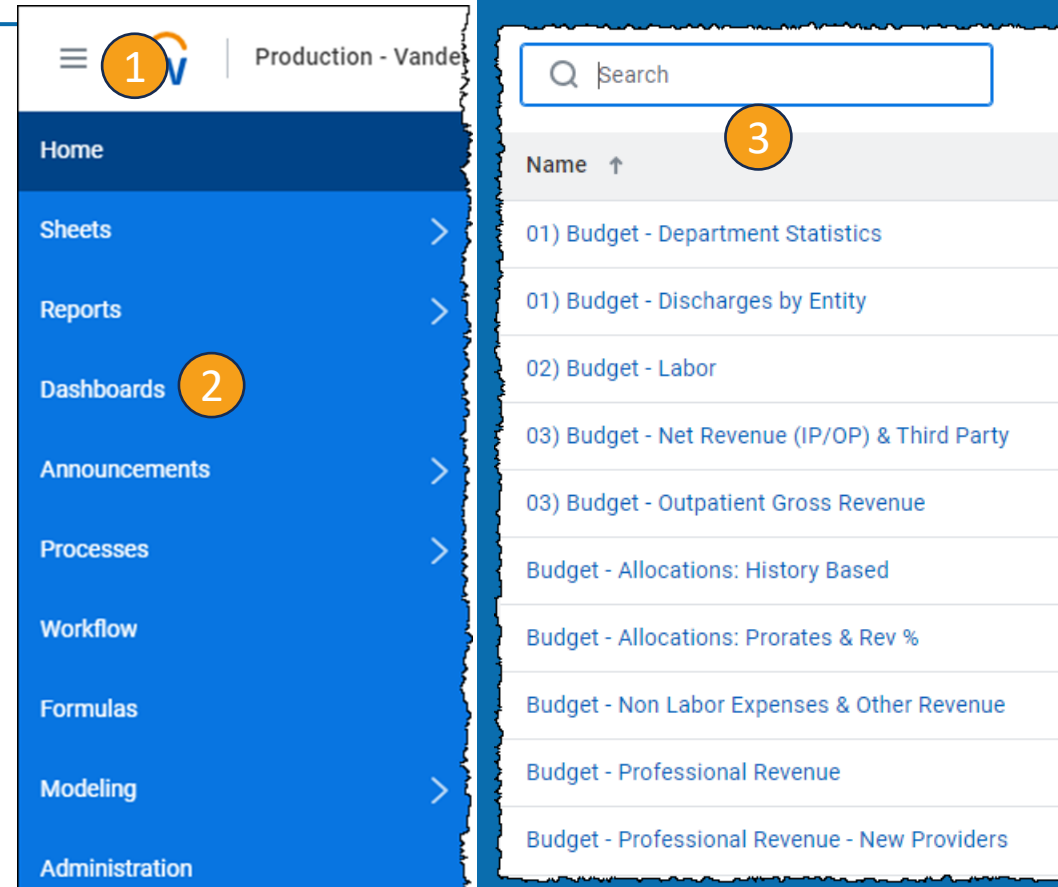 1
Production - Vande
Home
Sheets
Reports
Dashboards
2
Announcements
Processes
Workflow
Formulas
Modeling
Administration
Search
3
Name ↑
01) Budget - Department Statistics
01) Budget - Discharges by Entity
02) Budget - Labor
03) Budget - Net Revenue (IP/OP) & Third Party
03) Budget - Outpatient Gross Revenue
Budget - Allocations: History Based
Budget - Allocations: Prorates & Rev %
Budget - Non Labor Expenses & Other Revenue
Budget - Professional Revenue
Budget - Professional Revenue - New Providers